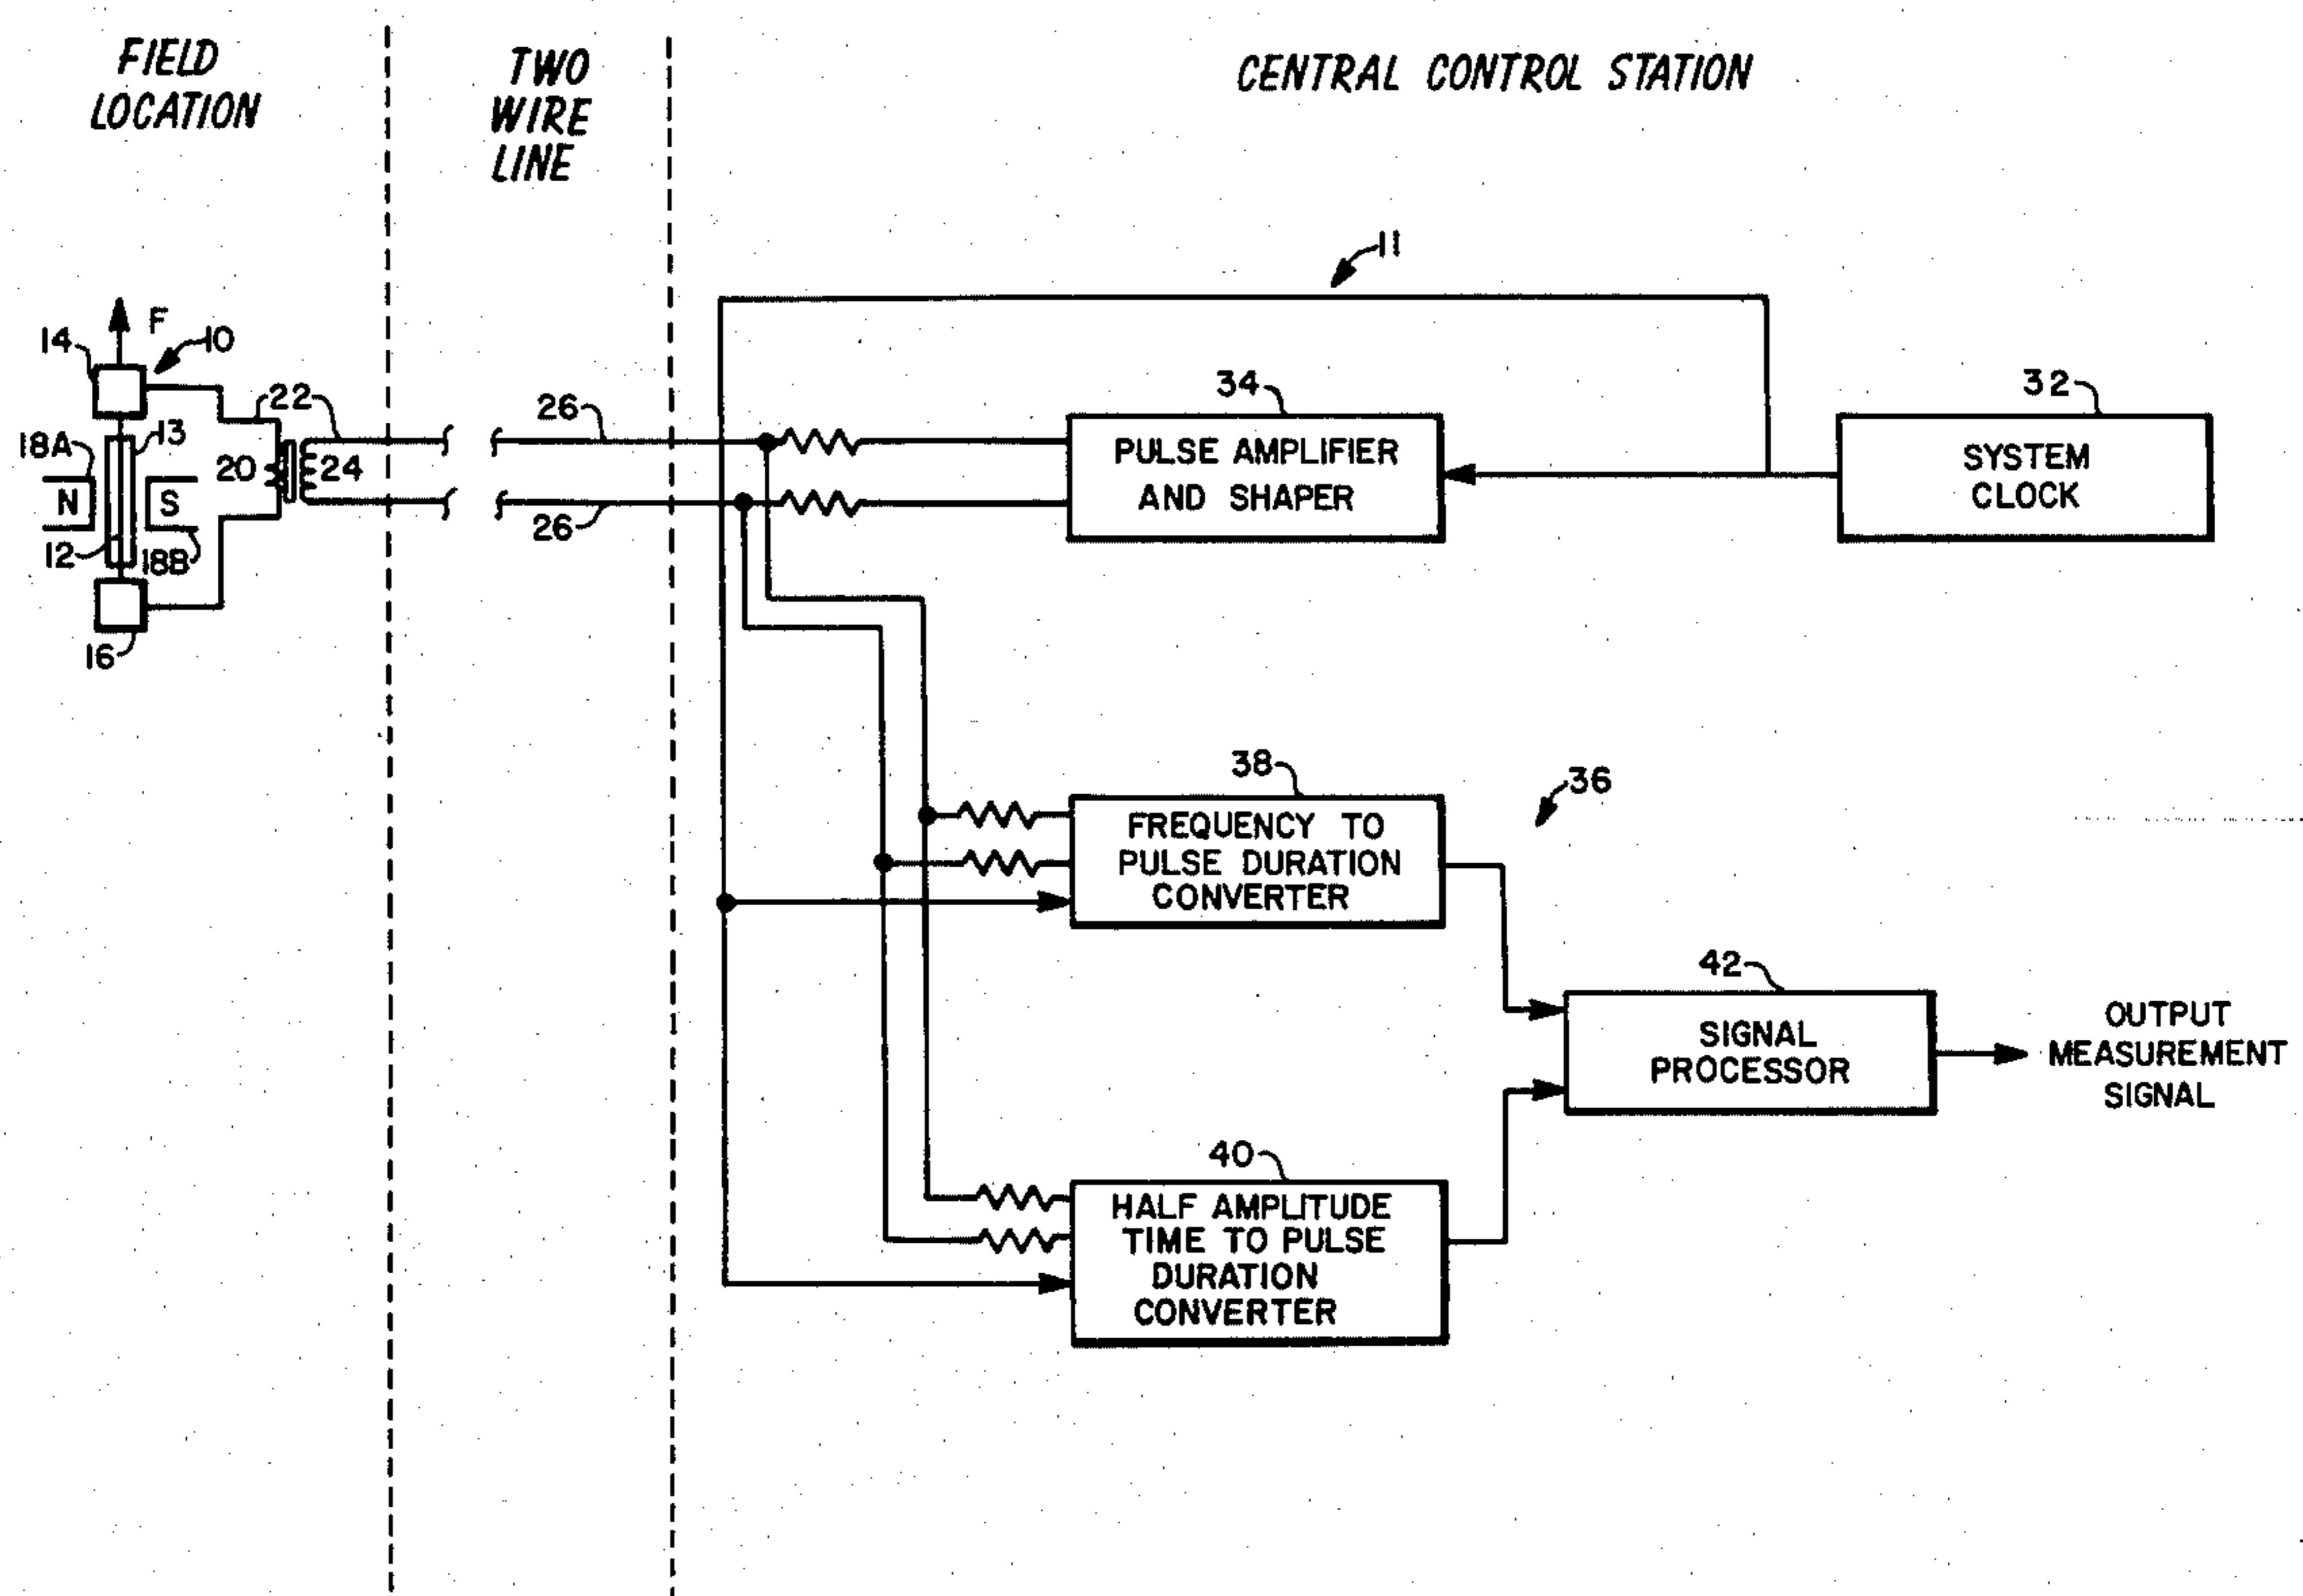 FIELD
LOCATION
TWO
WIRE
LINE
CENTRAL CONTROL STATION
11
F
14
10
22
26
34
32
18A
13
20
24
PULSE AMPLIFIER
AND SHAPER
SYSTEM
CLOCK
N
S
12
18B
26
16
38
36
FREQUENCY TO
PULSE DURATION
CONVERTER
42
SIGNAL
PROCESSOR
OUTPUT
MEASUREMENT
SIGNAL
40
HALF AMPLITUDE
TIME TO PULSE
DURATION
CONVERTER